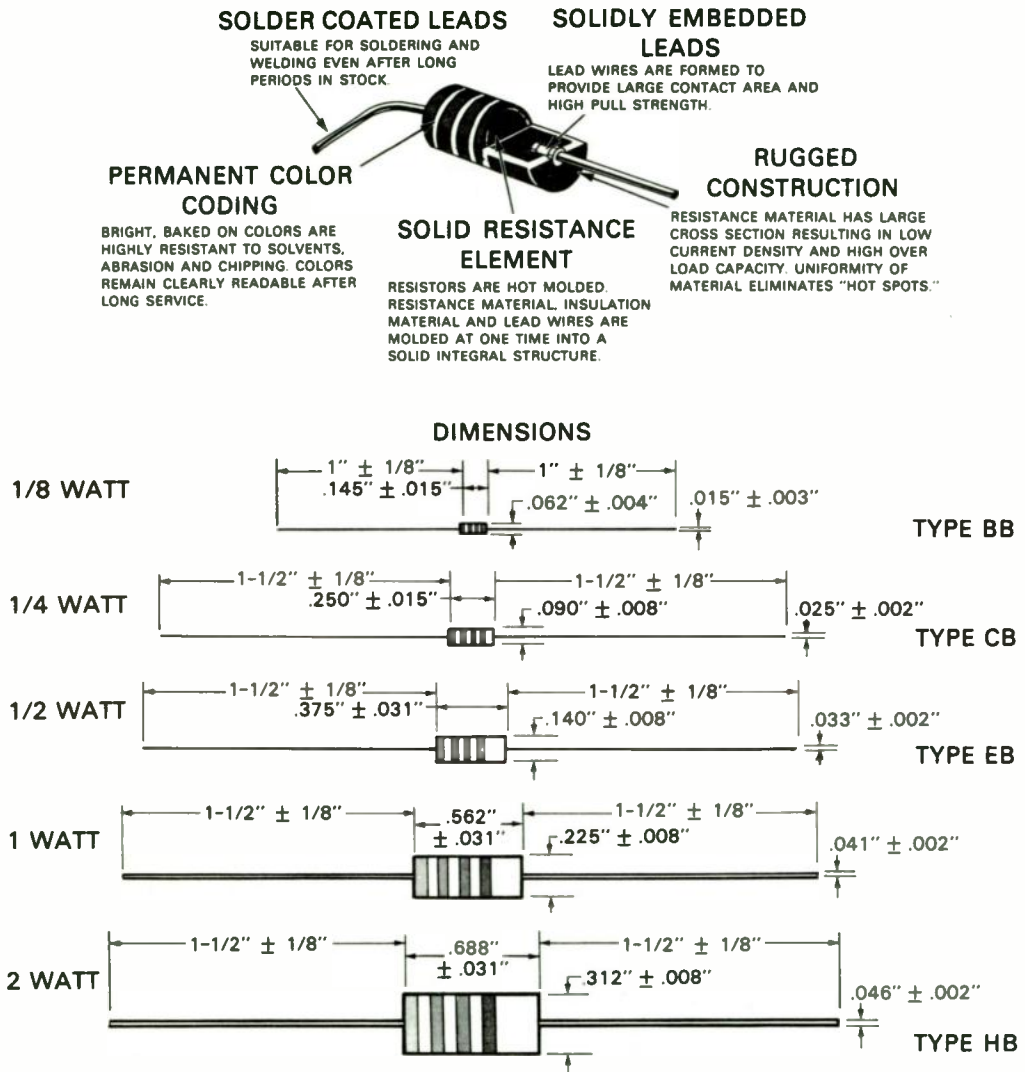 SOLDER COATED LEADS
SUITABLE FOR SOLDERING AND
WELDING EVEN AFTER LONG
PERIODS IN STOCK.
SOLIDLY EMBEDDED
LEADS
LEAD WIRES ARE FORMED TO
PROVIDE LARGE CONTACT AREA AND
HIGH PULL STRENGTH.
PERMANENT COLOR
CODING
BRIGHT, BAKED ON COLORS ARE
HIGHLY RESISTANT TO SOLVENTS,
ABRASION AND CHIPPING. COLORS
REMAIN CLEARLY READABLE AFTER
LONG SERVICE.
SOLID RESISTANCE
ELEMENT
RESISTORS ARE HOT MOLDED.
RESISTANCE MATERIAL, INSULATION
MATERIAL AND LEAD WIRES ARE
MOLDED AT ONE TIME INTO A
SOLID INTEGRAL STRUCTURE.
RUGGED
CONSTRUCTION
RESISTANCE MATERIAL HAS LARGE
CROSS SECTION RESULTING IN LOW
CURRENT DENSITY AND HIGH OVER
LOAD CAPACITY. UNIFORMITY OF
MATERIAL ELIMINATES "HOT SPOTS."
DIMENSIONS
1/8 WATT
1" ± 1/8" 1" ± 1/8"
.145" ± .015" .062" ± .004" .015" ± .003"
TYPE BB
1/4 WATT
1-1/2" ± 1/8" 1-1/2" ± 1/8"
.250" ± .015" .090" ± .008" .025" ± .002"
TYPE CB
1/2 WATT
1-1/2" ± 1/8" 1-1/2" ± 1/8"
.375" ± .031" .140" ± .008" .033" ± .002"
TYPE EB
1 WATT
1-1/2" ± 1/8" .562" 1-1/2" ± 1/8"
± .031" .225" ± .008" .041" ± .002"
2 WATT
1-1/2" ± 1/8" .688" 1-1/2" ± 1/8"
± .031" .312" ± .008" .046" ± .002"
TYPE HB